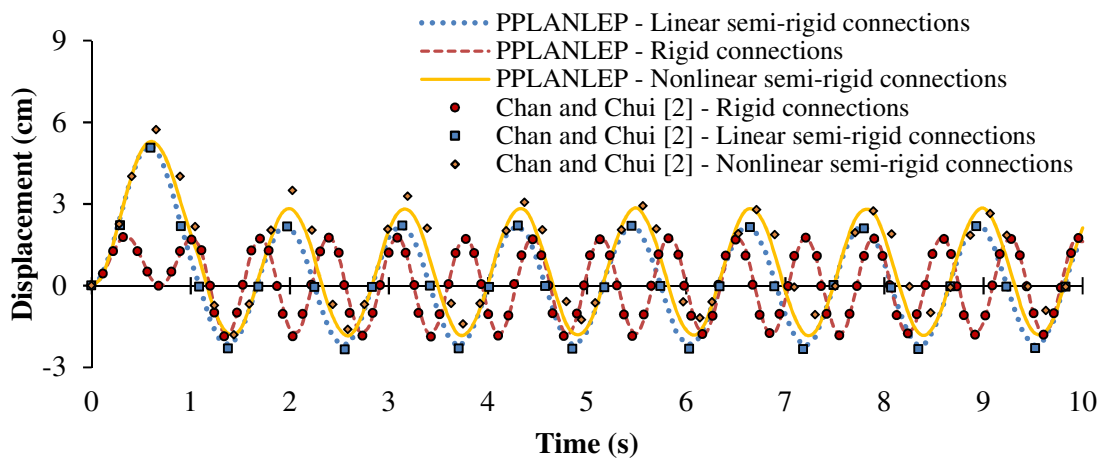 PPLANLEP - Linear semi-rigid connections
PPLANLEP - Rigid connections
PPLANLEP - Nonlinear semi-rigid connections
Chan and Chui [2] - Rigid connections
Chan and Chui [2] - Linear semi-rigid connections
Chan and Chui [2] - Nonlinear semi-rigid connections
Displacement (cm)
9
6
3
0
-3
0 1 2 3 4 5 6 7 8 9 10
Time (s)